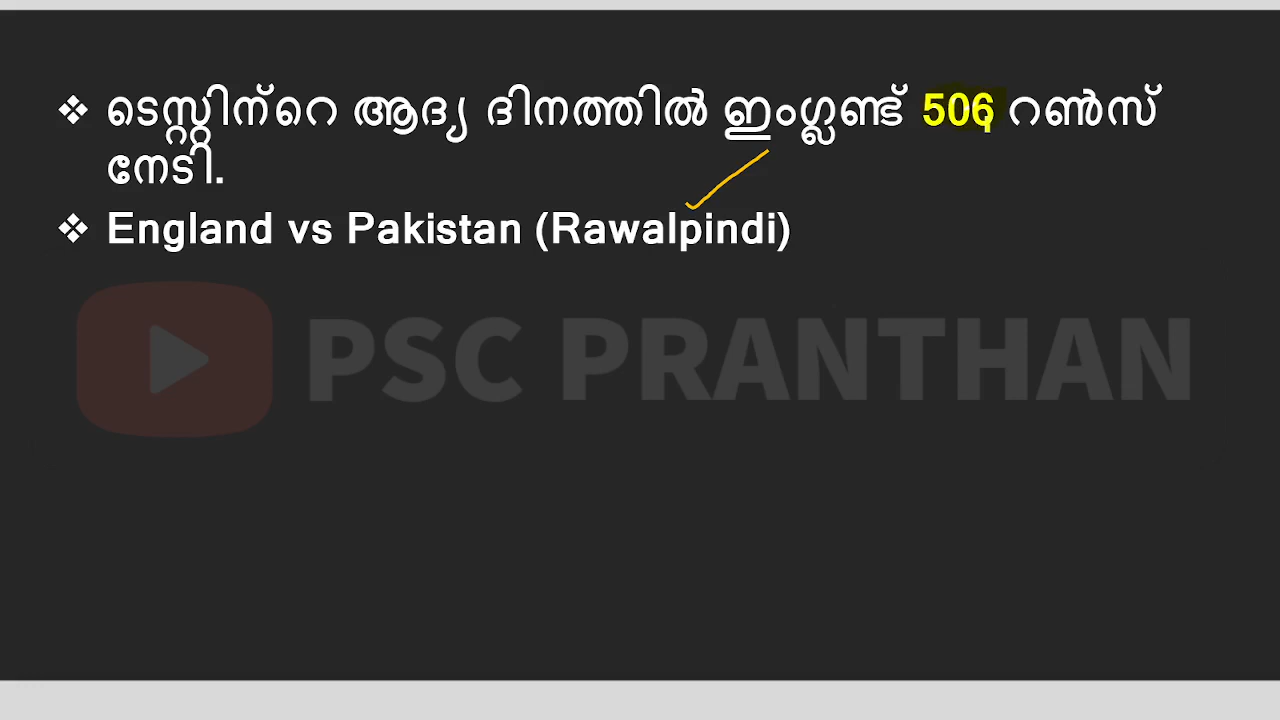 ❖ ടെസ്റ്റിന്റെ ആദ്യ ദിനത്തിൽ ഇംഗ്ലണ്ട് 506 റൺസ്
നേടി.
❖ England vs Pakistan (Rawalpindi)
PSC PRANTHAN